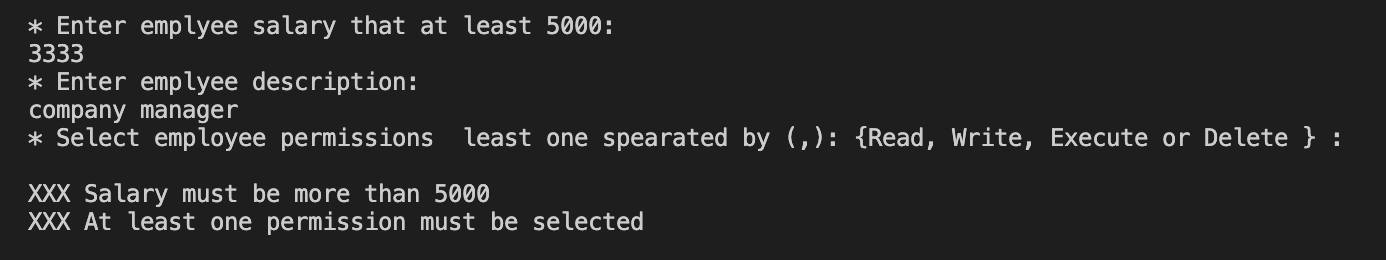 * Enter emplyee salary that at least 5000:
3333
* Enter emplyee description:
company manager
* Select employee permissions  least one spearated by (,): {Read, Write, Execute or Delete } :
XXX Salary must be more than 5000
XXX At least one permission must be selected